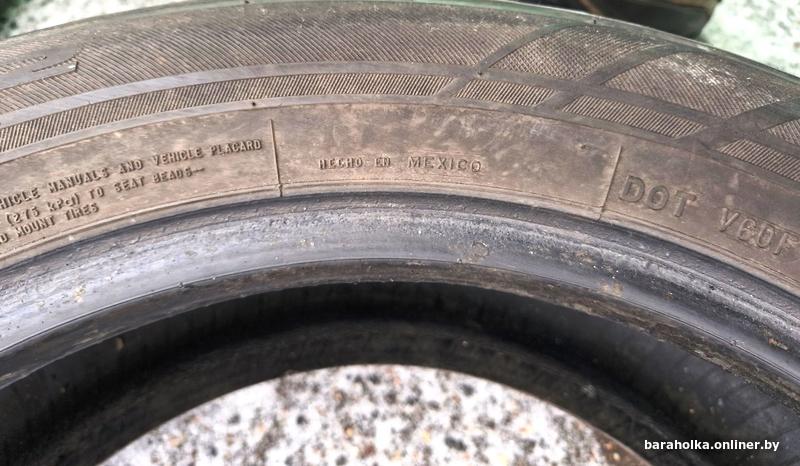 HICLE MANUALS AND VEHICLE PLACARD
(275 kPa) TO SEAT BEADS—
D MOUNT TIRES
HECHO EN MEXICO
DOT V60F
baraholka.onliner.by